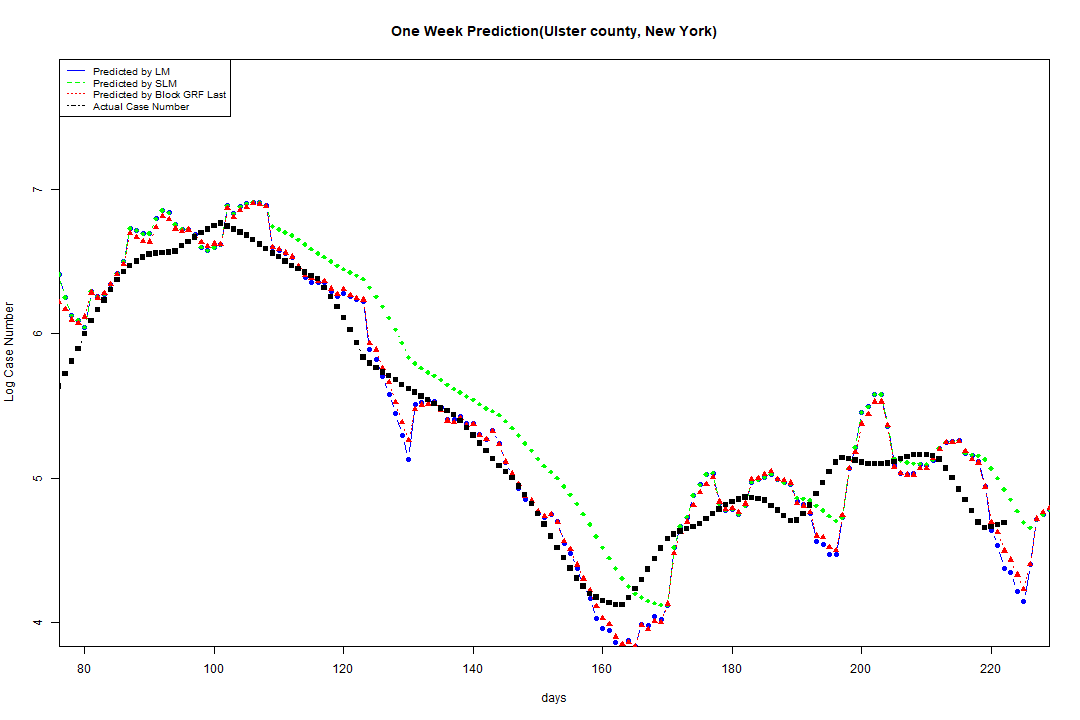 One Week Prediction(Ulster county, New York)
Predicted by LM
Predicted by SLM
Predicted by Block GRF Last
Actual Case Number
7
6
5
4
Log Case Number
80 100 120 140 160 180 200 220
days